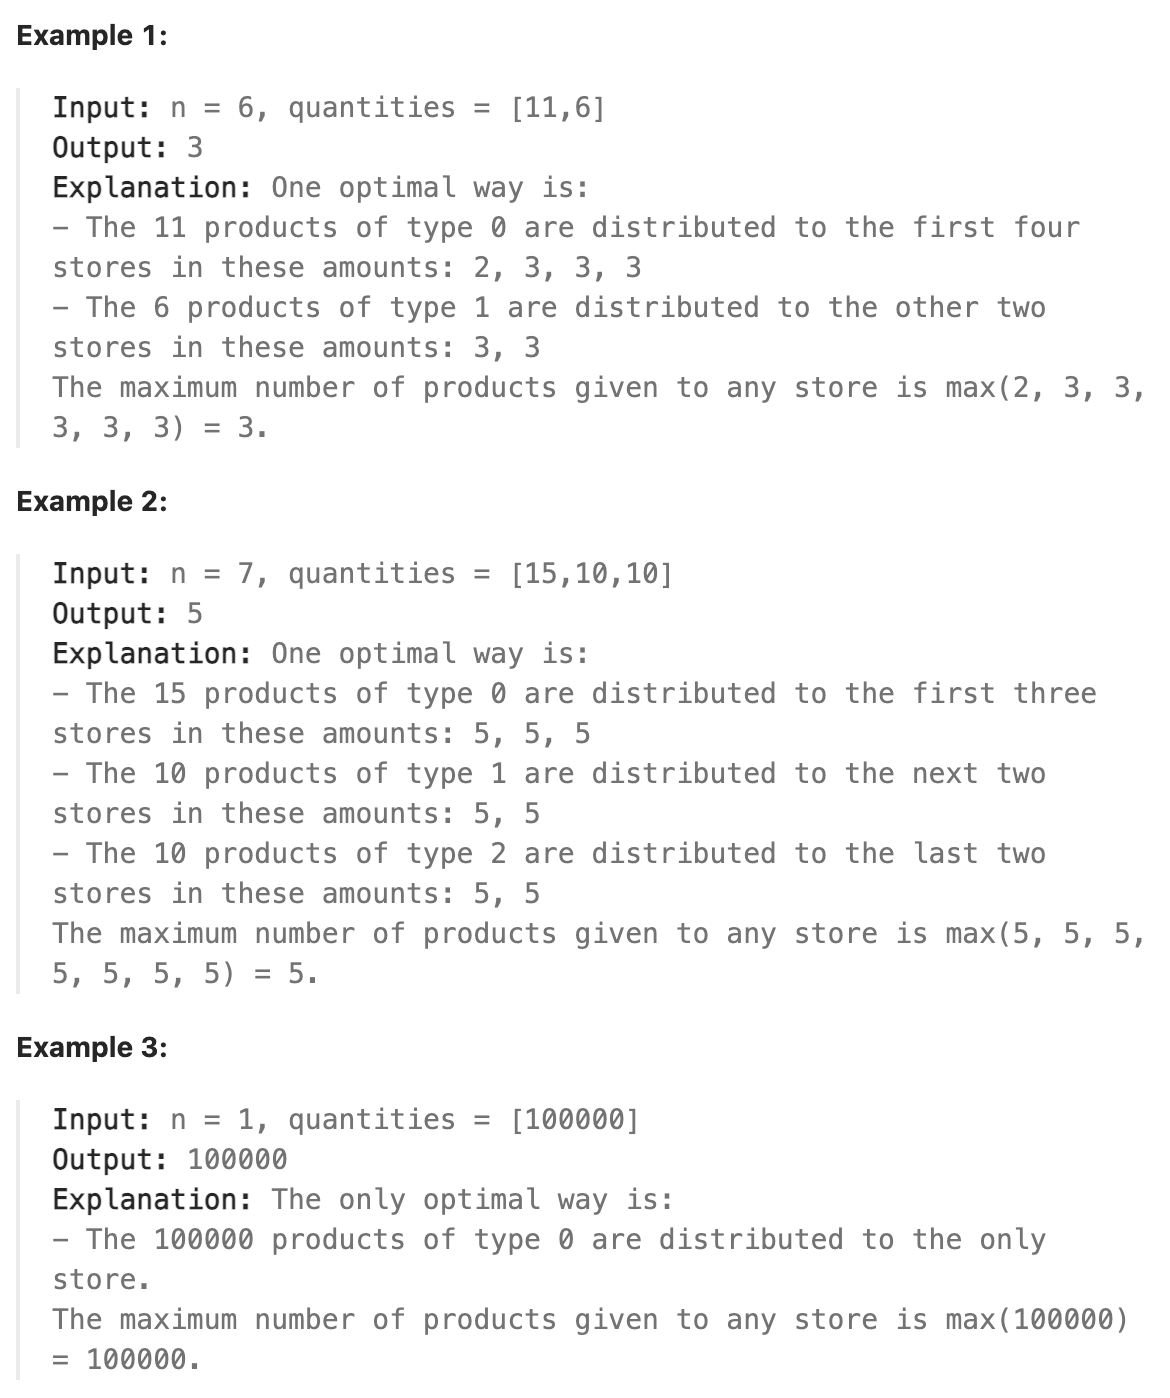 Example 1:
Input: n = 6, quantities = [11,6]
Output: 3
Explanation: One optimal way is:
– The 11 products of type 0 are distributed to the first four
stores in these amounts: 2, 3, 3, 3
– The 6 products of type 1 are distributed to the other two
stores in these amounts: 3, 3
The maximum number of products given to any store is max(2, 3, 3,
3, 3, 3) = 3.
Example 2:
Input: n = 7, quantities = [15,10,10]
Output: 5
Explanation: One optimal way is:
– The 15 products of type 0 are distributed to the first three
stores in these amounts: 5, 5, 5
– The 10 products of type 1 are distributed to the next two
stores in these amounts: 5, 5
– The 10 products of type 2 are distributed to the last two
stores in these amounts: 5, 5
The maximum number of products given to any store is max(5, 5, 5,
5, 5, 5, 5) = 5.
Example 3:
Input: n = 1, quantities = [100000]
Output: 100000
Explanation: The only optimal way is:
– The 100000 products of type 0 are distributed to the only
store.
The maximum number of products given to any store is max(100000)
= 100000.